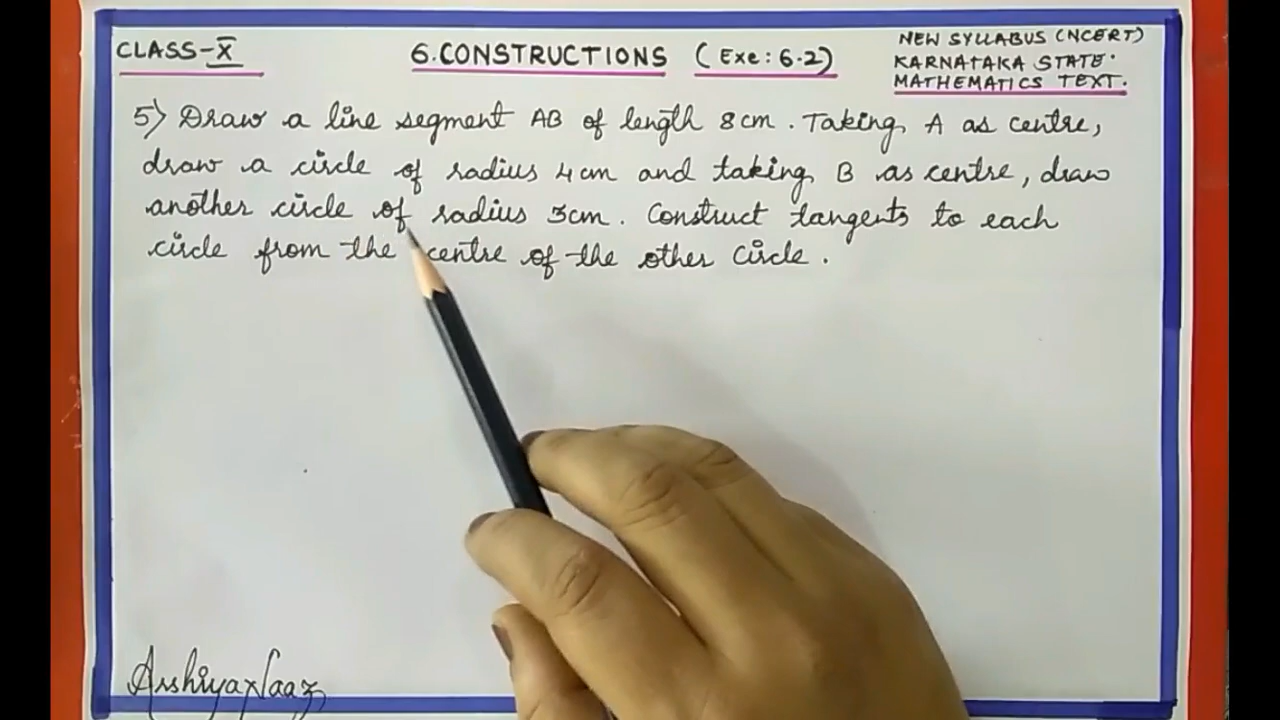 CLASS-X
6.CONSTRUCTIONS (Exe: 6.2)
NEW SYLLABUS (NCERT)
KARNATAKA STATE
MATHEMATICS TEXT.
5) Draw a line segment AB of length 8cm. Taking A as centre,
draw a circle of radius 4cm and taking B as centre, draw
another circle of radius 3cm. Construct tangents to each
circle from the centre of the other circle.
Arshiya Naaz